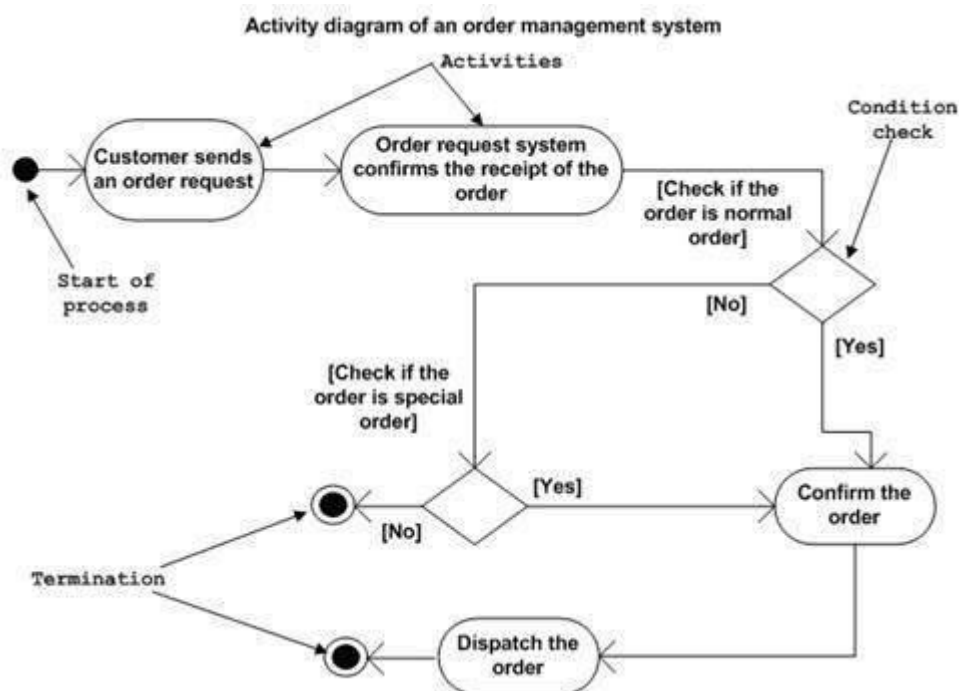 Activity diagram of an order management system
Activities
Condition
check
Customer sends
an order request
Order request system
confirms the receipt of the
order
[Check if the
order is normal
order]
Start of
process
[No]
[Yes]
[Check if the
order is special
order]
[Yes]
[No]
Confirm the
order
Termination
Dispatch the
order